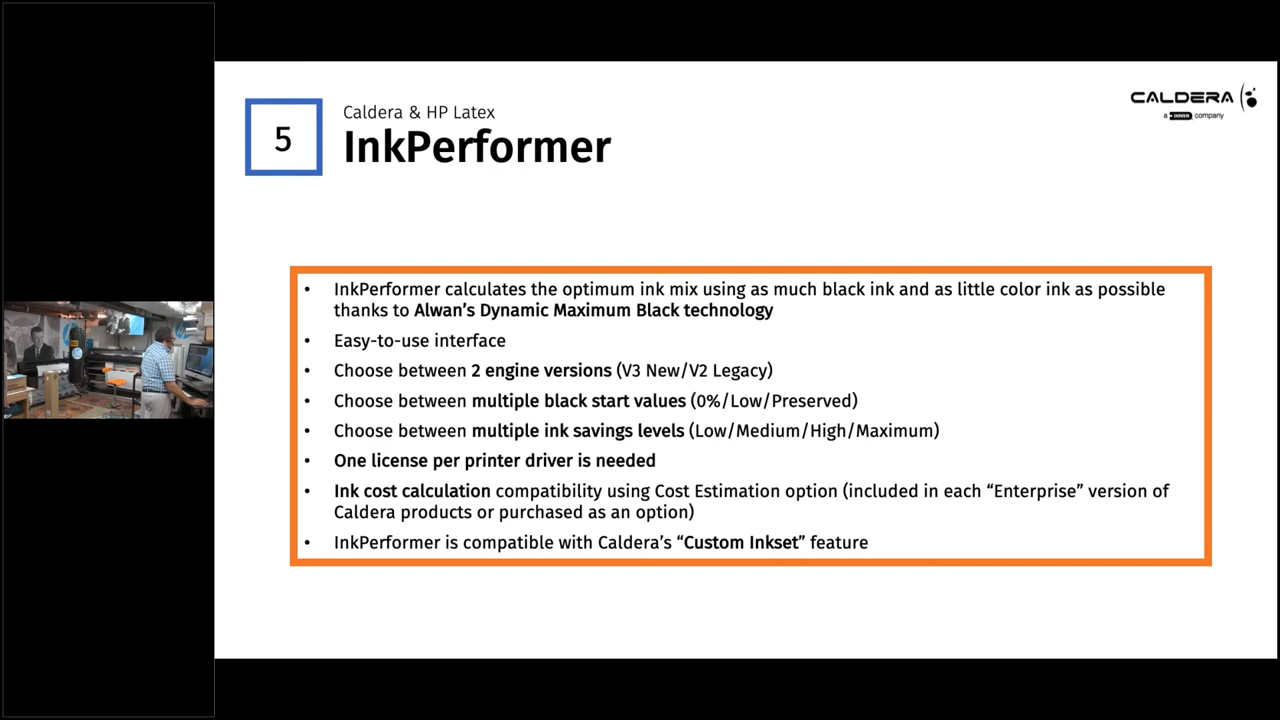 5
Caldera & HP Latex
InkPerformer
CALDERA
a DOVER company
• InkPerformer calculates the optimum ink mix using as much black ink and as little color ink as possible
thanks to Alwan’s Dynamic Maximum Black technology
• Easy-to-use interface
• Choose between 2 engine versions (V3 New/V2 Legacy)
• Choose between multiple black start values (0%/Low/Preserved)
• Choose between multiple ink savings levels (Low/Medium/High/Maximum)
• One license per printer driver is needed
• Ink cost calculation compatibility using Cost Estimation option (included in each “Enterprise” version of
Caldera products or purchased as an option)
• InkPerformer is compatible with Caldera’s “Custom Inkset” feature